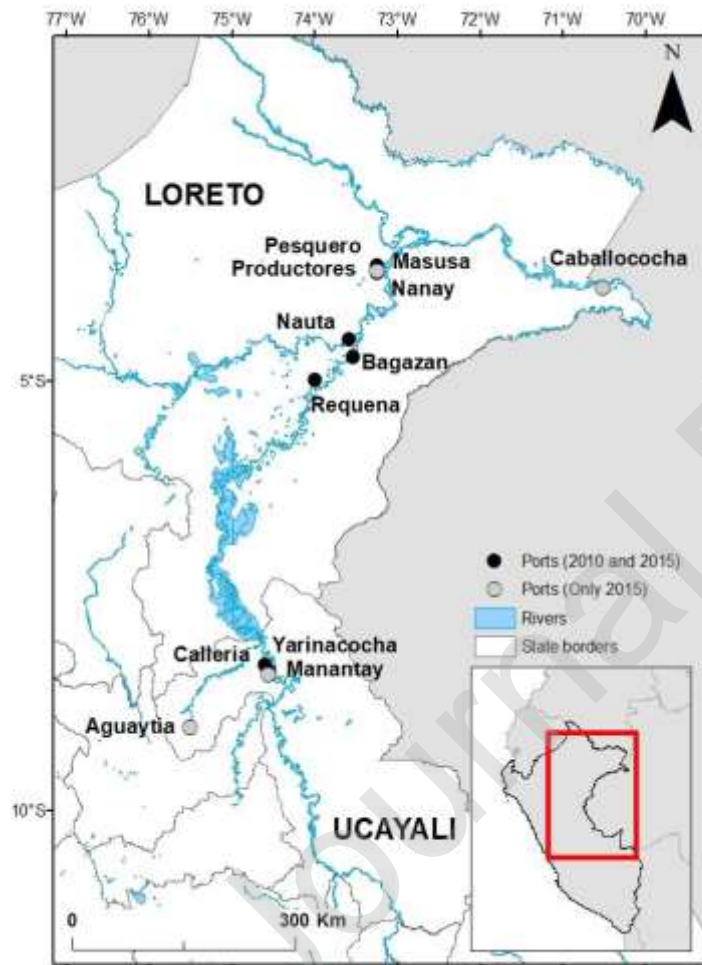 77°W 76°W 75°W 74°W 73°W 72°W 71°W 70°W
N
LORETO
Pesquero
Productores
Masusa
Nanay
Caballococha
Nauta
Bagazan
5°S
Requena
Ports (2010 and 2015)
Ports (Only 2015)
Rivers
State borders
Yarinacocha
Calleria
Manantay
Aguaytia
10°S
UCAYALI
0 300 Km
Journal